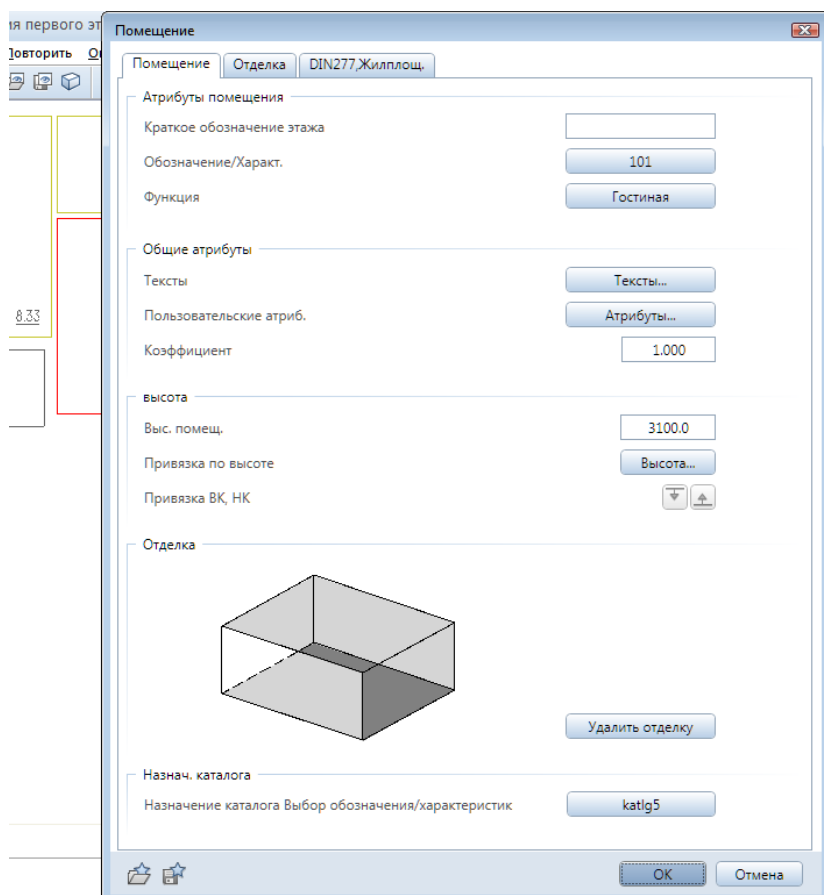 ия первого эт
Помещение
Повторить
Помещение Отделка DIN277,Жилплощ.
Атрибуты помещения
Краткое обозначение этажа
Обозначение/Характ. 101
Функция Гостиная
Общие атрибуты
Тексты Тексты...
8.33
Пользовательские атриб. Атрибуты...
Коэффициент 1.000
высота
Выс. помещ. 3100.0
Привязка по высоте Высота...
Привязка ВК, НК
Отделка
Удалить отделку
Назнач. каталога
Назначение каталога Выбор обозначения/характеристик katlg5
OK Отмена